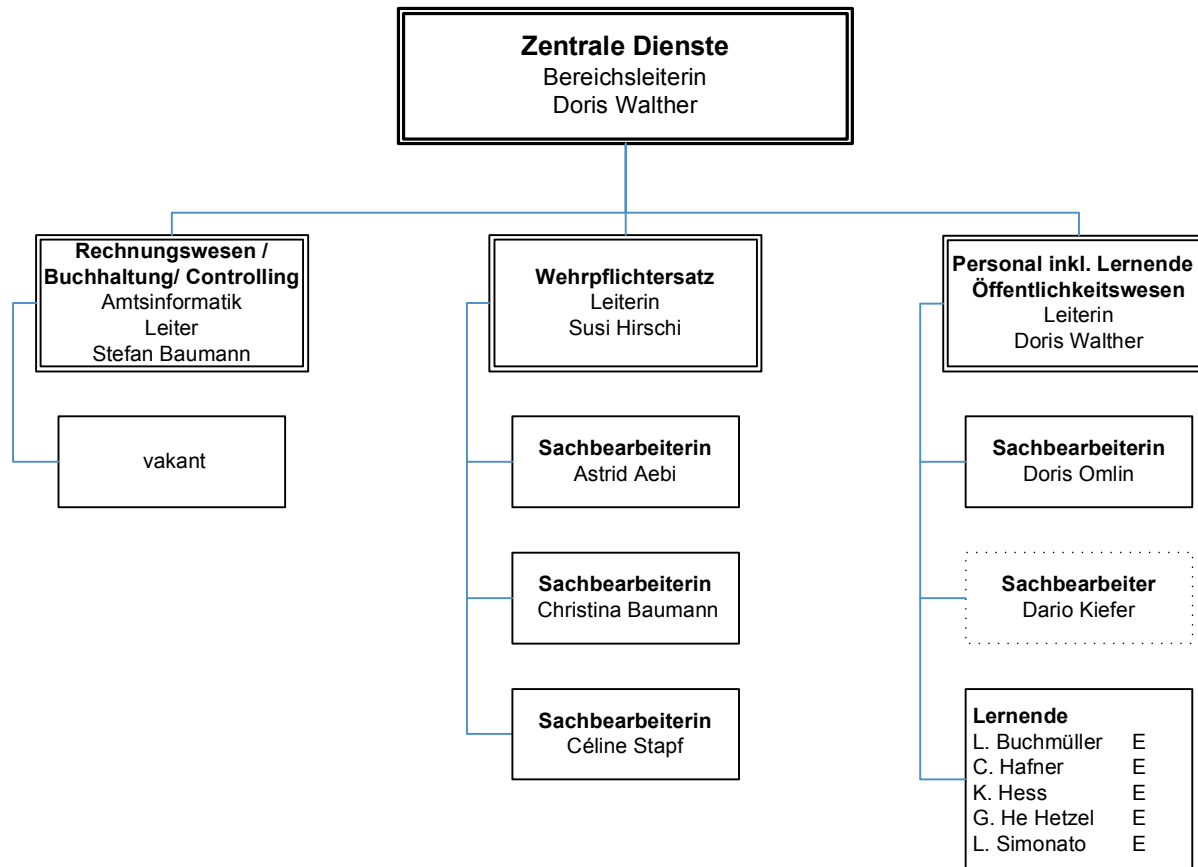 Zentrale Dienste
Bereichsleiterin
Doris Walther
Rechnungswesen /
Buchhaltung/ Controlling
Amtsinformatik
Leiter
Stefan Baumann
vakant
Wehrpflichtersatz
Leiterin
Susi Hirschi
Sachbearbeiterin
Astrid Aebi
Sachbearbeiterin
Christina Baumann
Sachbearbeiterin
Céline Stapf
Personal inkl. Lernende
Öffentlichkeitswesen
Leiterin
Doris Walther
Sachbearbeiterin
Doris Omlin
Sachbearbeiter
Dario Kiefer
Lernende
L. Buchmüller E
C. Hafner E
K. Hess E
G. He Hetzel E
L. Simonato E